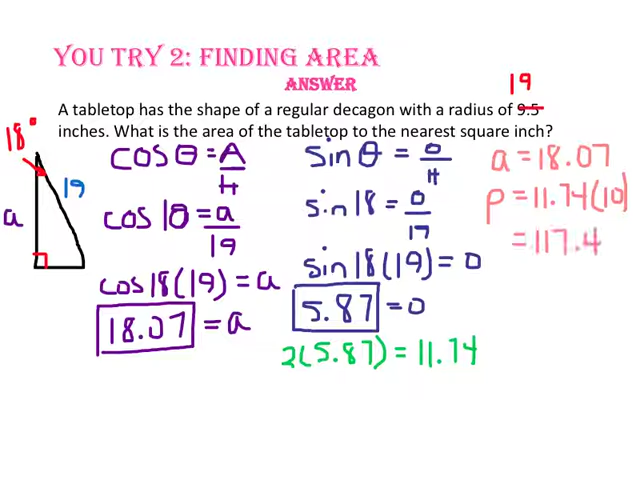 YOU TRY 2: FINDING AREA
ANSWER
19
A tabletop has the shape of a regular decagon with a radius of 9.5
inches. What is the area of the tabletop to the nearest square inch?
18°
19
a
cos θ = A/H
cos 18 = a/19
cos 18 (19) = a
18.07 = a
sin θ = O/H
sin 18 = O/19
sin 18 (19) = O
5.87 = O
2(5.87) = 11.74
a = 18.07
p = 11.74(10)
= 117.4